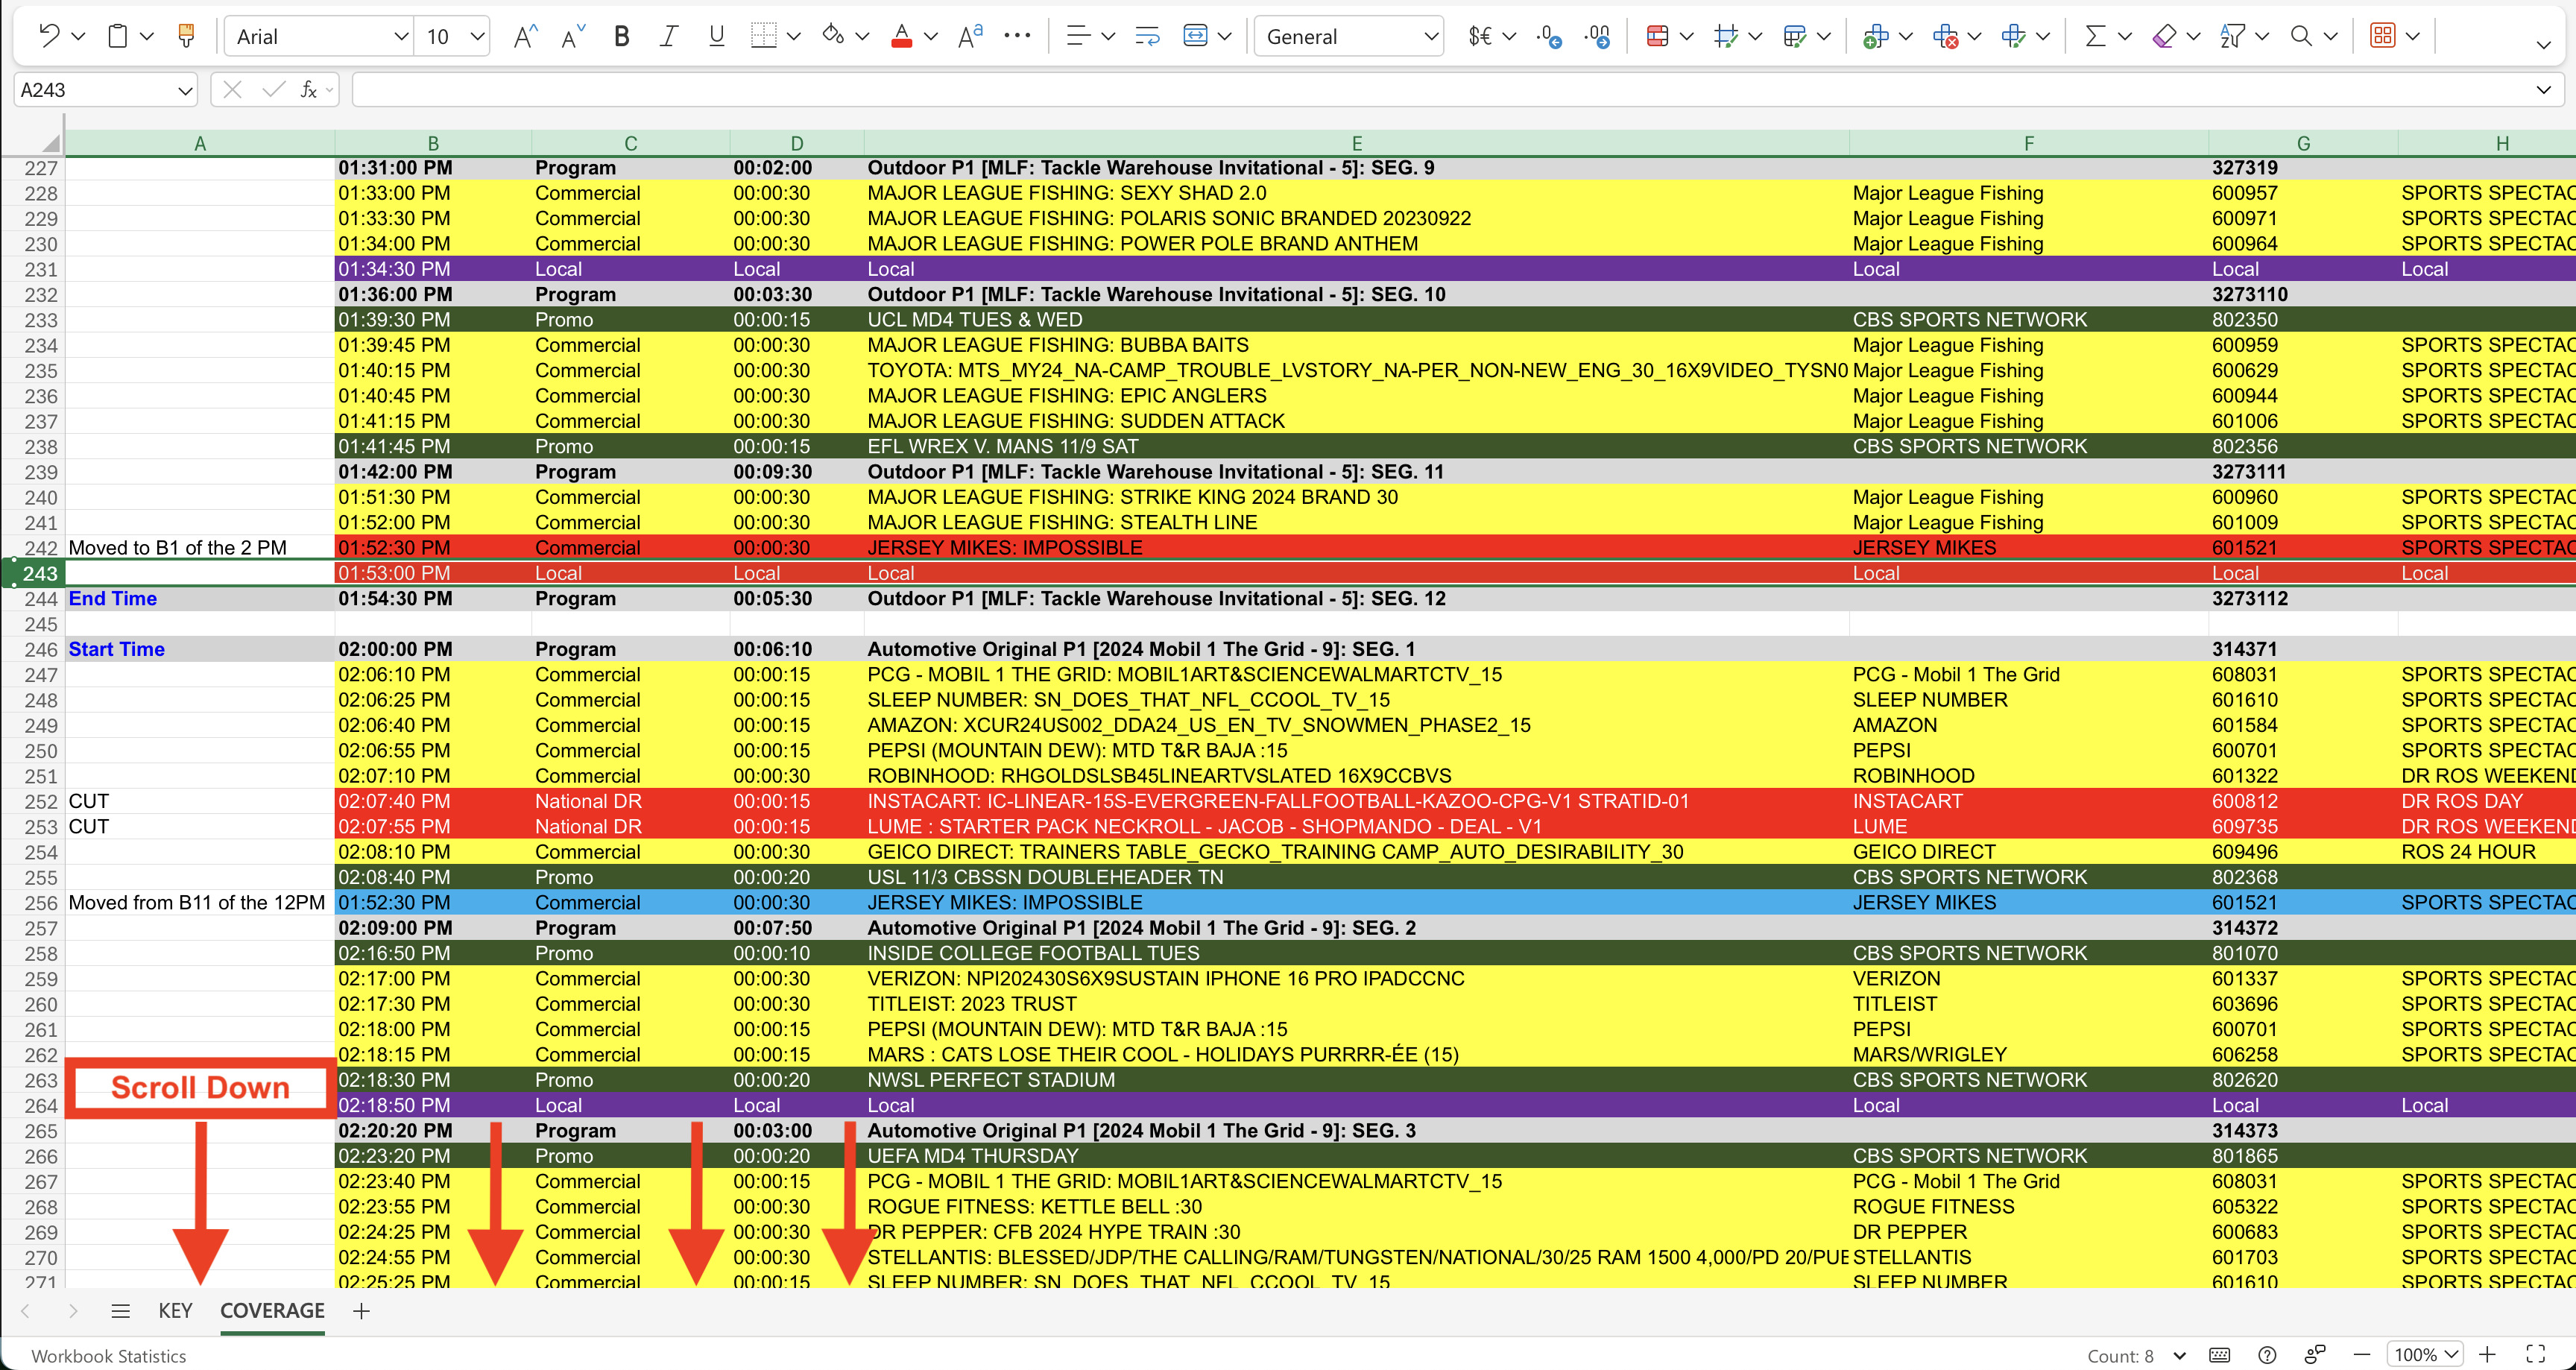 Arial 10 General
A243 fx
A B C D E F G H
227 01:31:00 PM Program 00:02:00 Outdoor P1 [MLF: Tackle Warehouse Invitational - 5]: SEG. 9 327319
228 01:33:00 PM Commercial 00:00:30 MAJOR LEAGUE FISHING: SEXY SHAD 2.0 Major League Fishing 600957 SPORTS SPECTAC
229 01:33:30 PM Commercial 00:00:30 MAJOR LEAGUE FISHING: POLARIS SONIC BRANDED 20230922 Major League Fishing 600971 SPORTS SPECTAC
230 01:34:00 PM Commercial 00:00:30 MAJOR LEAGUE FISHING: POWER POLE BRAND ANTHEM Major League Fishing 600964 SPORTS SPECTAC
231 01:34:30 PM Local Local Local Local Local Local
232 01:36:00 PM Program 00:03:30 Outdoor P1 [MLF: Tackle Warehouse Invitational - 5]: SEG. 10 3273110
233 01:39:30 PM Promo 00:00:15 UCL MD4 TUES & WED CBS SPORTS NETWORK 802350
234 01:39:45 PM Commercial 00:00:30 MAJOR LEAGUE FISHING: BUBBA BAITS Major League Fishing 600959 SPORTS SPECTAC
235 01:40:15 PM Commercial 00:00:30 TOYOTA: MTS_MY24_NA-CAMP_TROUBLE_LVSTORY_NA-PER_NON-NEW_ENG_30_16X9VIDEO_TYSN0 Major League Fishing 600629 SPORTS SPECTAC
236 01:40:45 PM Commercial 00:00:30 MAJOR LEAGUE FISHING: EPIC ANGLERS Major League Fishing 600944 SPORTS SPECTAC
237 01:41:15 PM Commercial 00:00:30 MAJOR LEAGUE FISHING: SUDDEN ATTACK Major League Fishing 601006 SPORTS SPECTAC
238 01:41:45 PM Promo 00:00:15 EFL WREX V. MANS 11/9 SAT CBS SPORTS NETWORK 802356
239 01:42:00 PM Program 00:09:30 Outdoor P1 [MLF: Tackle Warehouse Invitational - 5]: SEG. 11 3273111
240 01:51:30 PM Commercial 00:00:30 MAJOR LEAGUE FISHING: STRIKE KING 2024 BRAND 30 Major League Fishing 600960 SPORTS SPECTAC
241 01:52:00 PM Commercial 00:00:30 MAJOR LEAGUE FISHING: STEALTH LINE Major League Fishing 601009 SPORTS SPECTAC
242 Moved to B1 of the 2 PM 01:52:30 PM Commercial 00:00:30 JERSEY MIKES: IMPOSSIBLE JERSEY MIKES 601521 SPORTS SPECTAC
243 01:53:00 PM Local Local Local Local Local Local
244 End Time 01:54:30 PM Program 00:05:30 Outdoor P1 [MLF: Tackle Warehouse Invitational - 5]: SEG. 12 3273112
245
246 Start Time 02:00:00 PM Program 00:06:10 Automotive Original P1 [2024 Mobil 1 The Grid - 9]: SEG. 1 314371
247 02:06:10 PM Commercial 00:00:15 PCG - MOBIL 1 THE GRID: MOBIL1ART&SCIENCEWALMARTCTV_15 PCG - Mobil 1 The Grid 608031 SPORTS SPECTAC
248 02:06:25 PM Commercial 00:00:15 SLEEP NUMBER: SN_DOES_THAT_NFL_CCOOL_TV_15 SLEEP NUMBER 601610 SPORTS SPECTAC
249 02:06:40 PM Commercial 00:00:15 AMAZON: XCUR24US002_DDA24_US_EN_TV_SNOWMEN_PHASE2_15 AMAZON 601584 SPORTS SPECTAC
250 02:06:55 PM Commercial 00:00:15 PEPSI (MOUNTAIN DEW): MTD T&R BAJA :15 PEPSI 600701 SPORTS SPECTAC
251 02:07:10 PM Commercial 00:00:30 ROBINHOOD: RHGOLDSLSB45LINEARTVSLATED 16X9CCBVS ROBINHOOD 601322 DR ROS WEEKEND
252 CUT 02:07:40 PM National DR 00:00:15 INSTACART: IC-LINEAR-15S-EVERGREEN-FALLFOOTBALL-KAZOO-CPG-V1 STRATID-01 INSTACART 600812 DR ROS DAY
253 CUT 02:07:55 PM National DR 00:00:15 LUME : STARTER PACK NECKROLL - JACOB - SHOPMANDO - DEAL - V1 LUME 609735 DR ROS WEEKEND
254 02:08:10 PM Commercial 00:00:30 GEICO DIRECT: TRAINERS TABLE_GECKO_TRAINING CAMP_AUTO_DESIRABILITY_30 GEICO DIRECT 609496 ROS 24 HOUR
255 02:08:40 PM Promo 00:00:20 USL 11/3 CBSSN DOUBLEHEADER TN CBS SPORTS NETWORK 802368
256 Moved from B11 of the 12PM 01:52:30 PM Commercial 00:00:30 JERSEY MIKES: IMPOSSIBLE JERSEY MIKES 601521 SPORTS SPECTAC
257 02:09:00 PM Program 00:07:50 Automotive Original P1 [2024 Mobil 1 The Grid - 9]: SEG. 2 314372
258 02:16:50 PM Promo 00:00:10 INSIDE COLLEGE FOOTBALL TUES CBS SPORTS NETWORK 801070
259 02:17:00 PM Commercial 00:00:30 VERIZON: NPI202430S6X9SUSTAIN IPHONE 16 PRO IPADCCNC VERIZON 601337 SPORTS SPECTAC
260 02:17:30 PM Commercial 00:00:30 TITLEIST: 2023 TRUST TITLEIST 603696 SPORTS SPECTAC
261 02:18:00 PM Commercial 00:00:15 PEPSI (MOUNTAIN DEW): MTD T&R BAJA :15 PEPSI 600701 SPORTS SPECTAC
262 02:18:15 PM Commercial 00:00:15 MARS : CATS LOSE THEIR COOL - HOLIDAYS PURRRR-ÉE (15) MARS/WRIGLEY 606258 SPORTS SPECTAC
263 Scroll Down 02:18:30 PM Promo 00:00:20 NWSL PERFECT STADIUM CBS SPORTS NETWORK 802620
264 02:18:50 PM Local Local Local Local Local Local
265 02:20:20 PM Program 00:03:00 Automotive Original P1 [2024 Mobil 1 The Grid - 9]: SEG. 3 314373
266 02:23:20 PM Promo 00:00:20 UEFA MD4 THURSDAY CBS SPORTS NETWORK 801865
267 02:23:40 PM Commercial 00:00:15 PCG - MOBIL 1 THE GRID: MOBIL1ART&SCIENCEWALMARTCTV_15 PCG - Mobil 1 The Grid 608031 SPORTS SPECTAC
268 02:23:55 PM Commercial 00:00:30 ROGUE FITNESS: KETTLE BELL :30 ROGUE FITNESS 605322 SPORTS SPECTAC
269 02:24:25 PM Commercial 00:00:30 DR PEPPER: CFB 2024 HYPE TRAIN :30 DR PEPPER 600683 SPORTS SPECTAC
270 02:24:55 PM Commercial 00:00:30 STELLANTIS: BLESSED/JDP/THE CALLING/RAM/TUNGSTEN/NATIONAL/30/25 RAM 1500 4,000/PD 20/PUE STELLANTIS 601703 SPORTS SPECTAC
271 02:25:25 PM Commercial 00:00:15 SLEEP NUMBER: SN_DOES_THAT_NFL_CCOOL_TV_15 SLEEP NUMBER 601610 SPORTS SPECTAC
KEY COVERAGE
Workbook Statistics Count: 8 100%